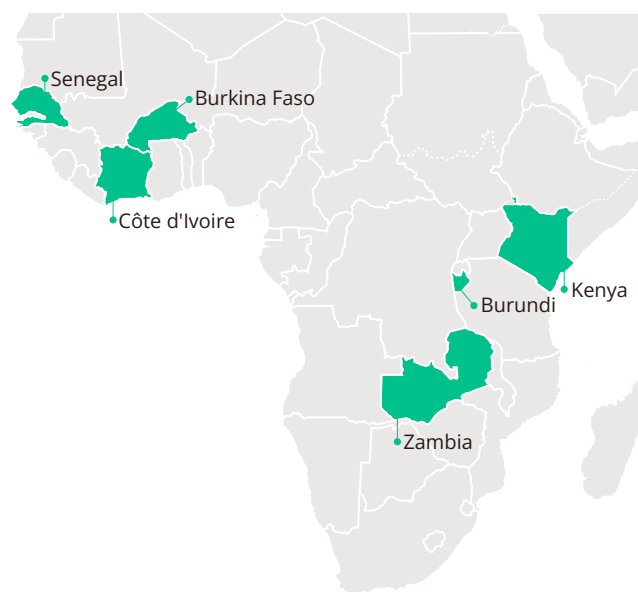 Senegal
Burkina Faso
Côte d'Ivoire
Kenya
Burundi
Zambia